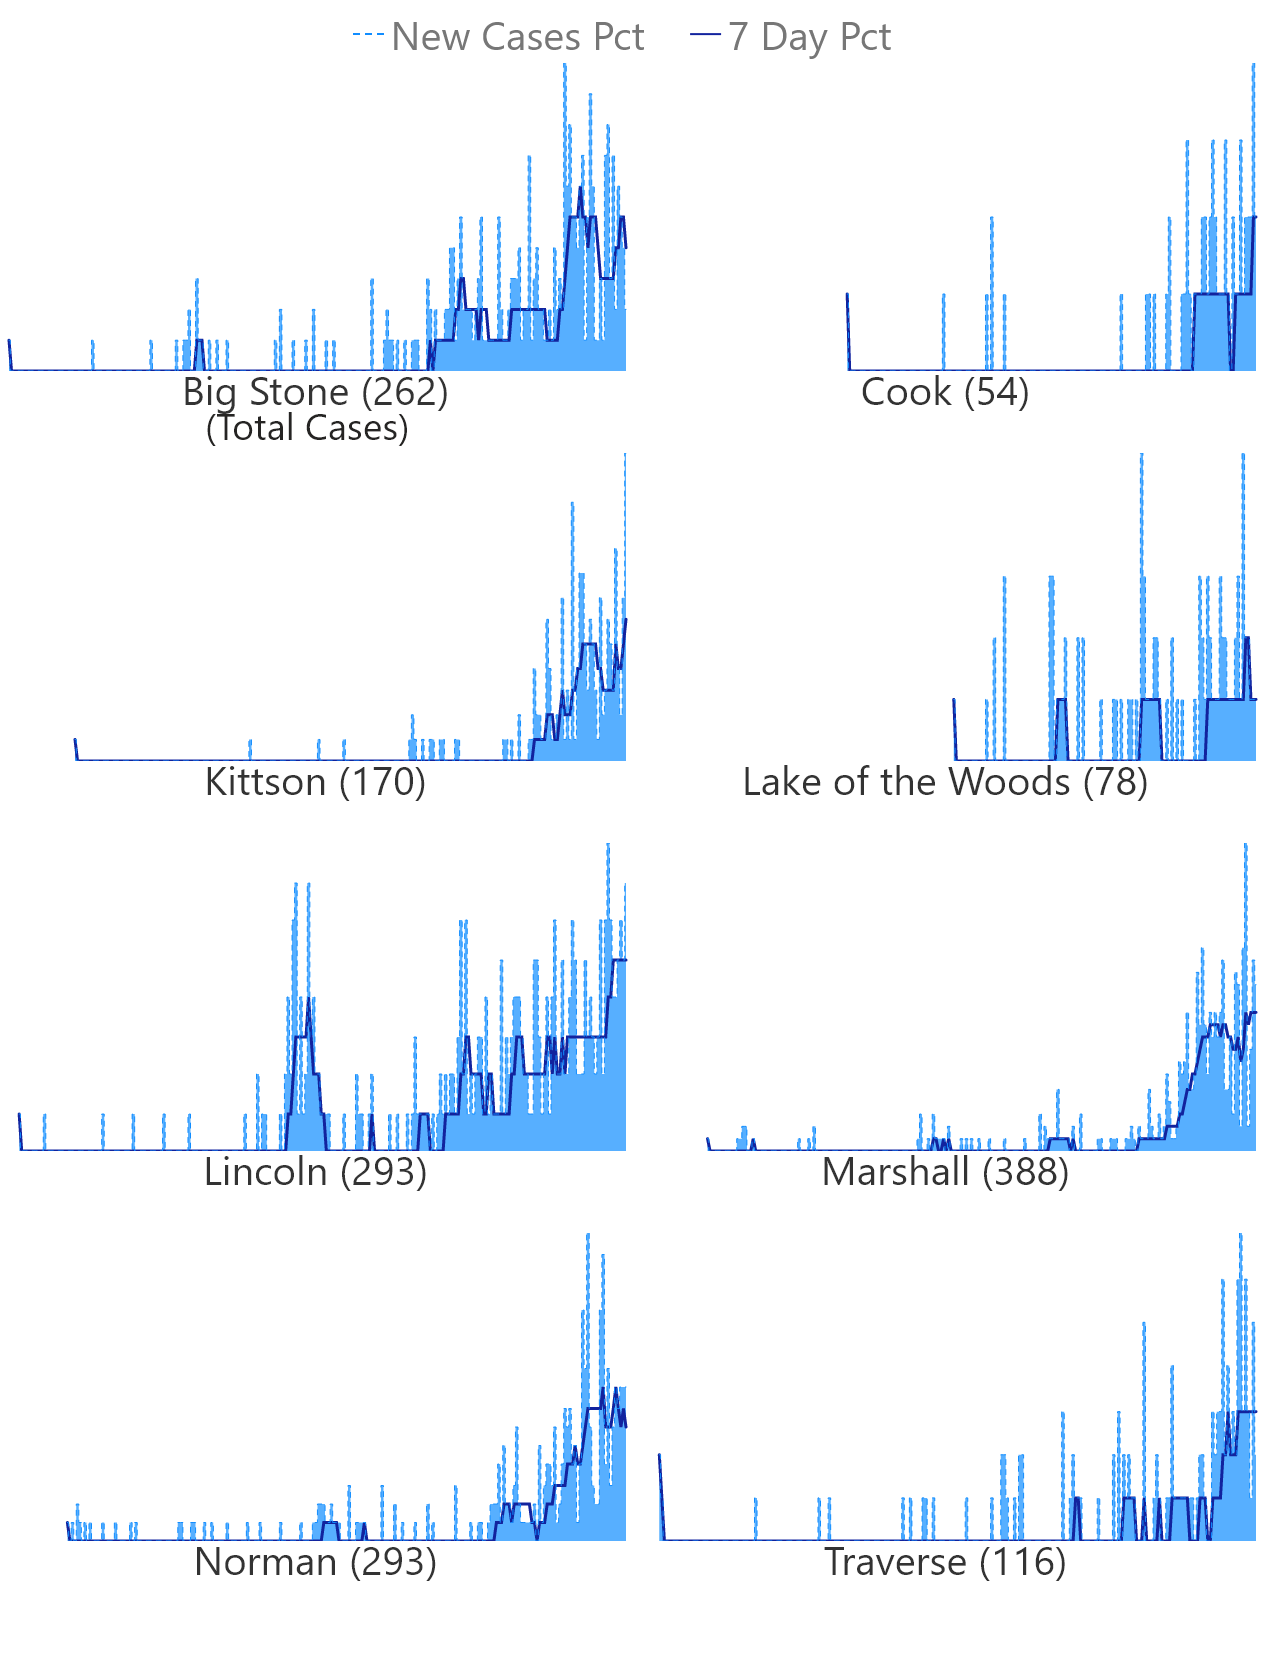 New Cases Pct 7 Day Pct
Big Stone (262)
(Total Cases)
Cook (54)
Kittson (170)
Lake of the Woods (78)
Lincoln (293)
Marshall (388)
Norman (293)
Traverse (116)